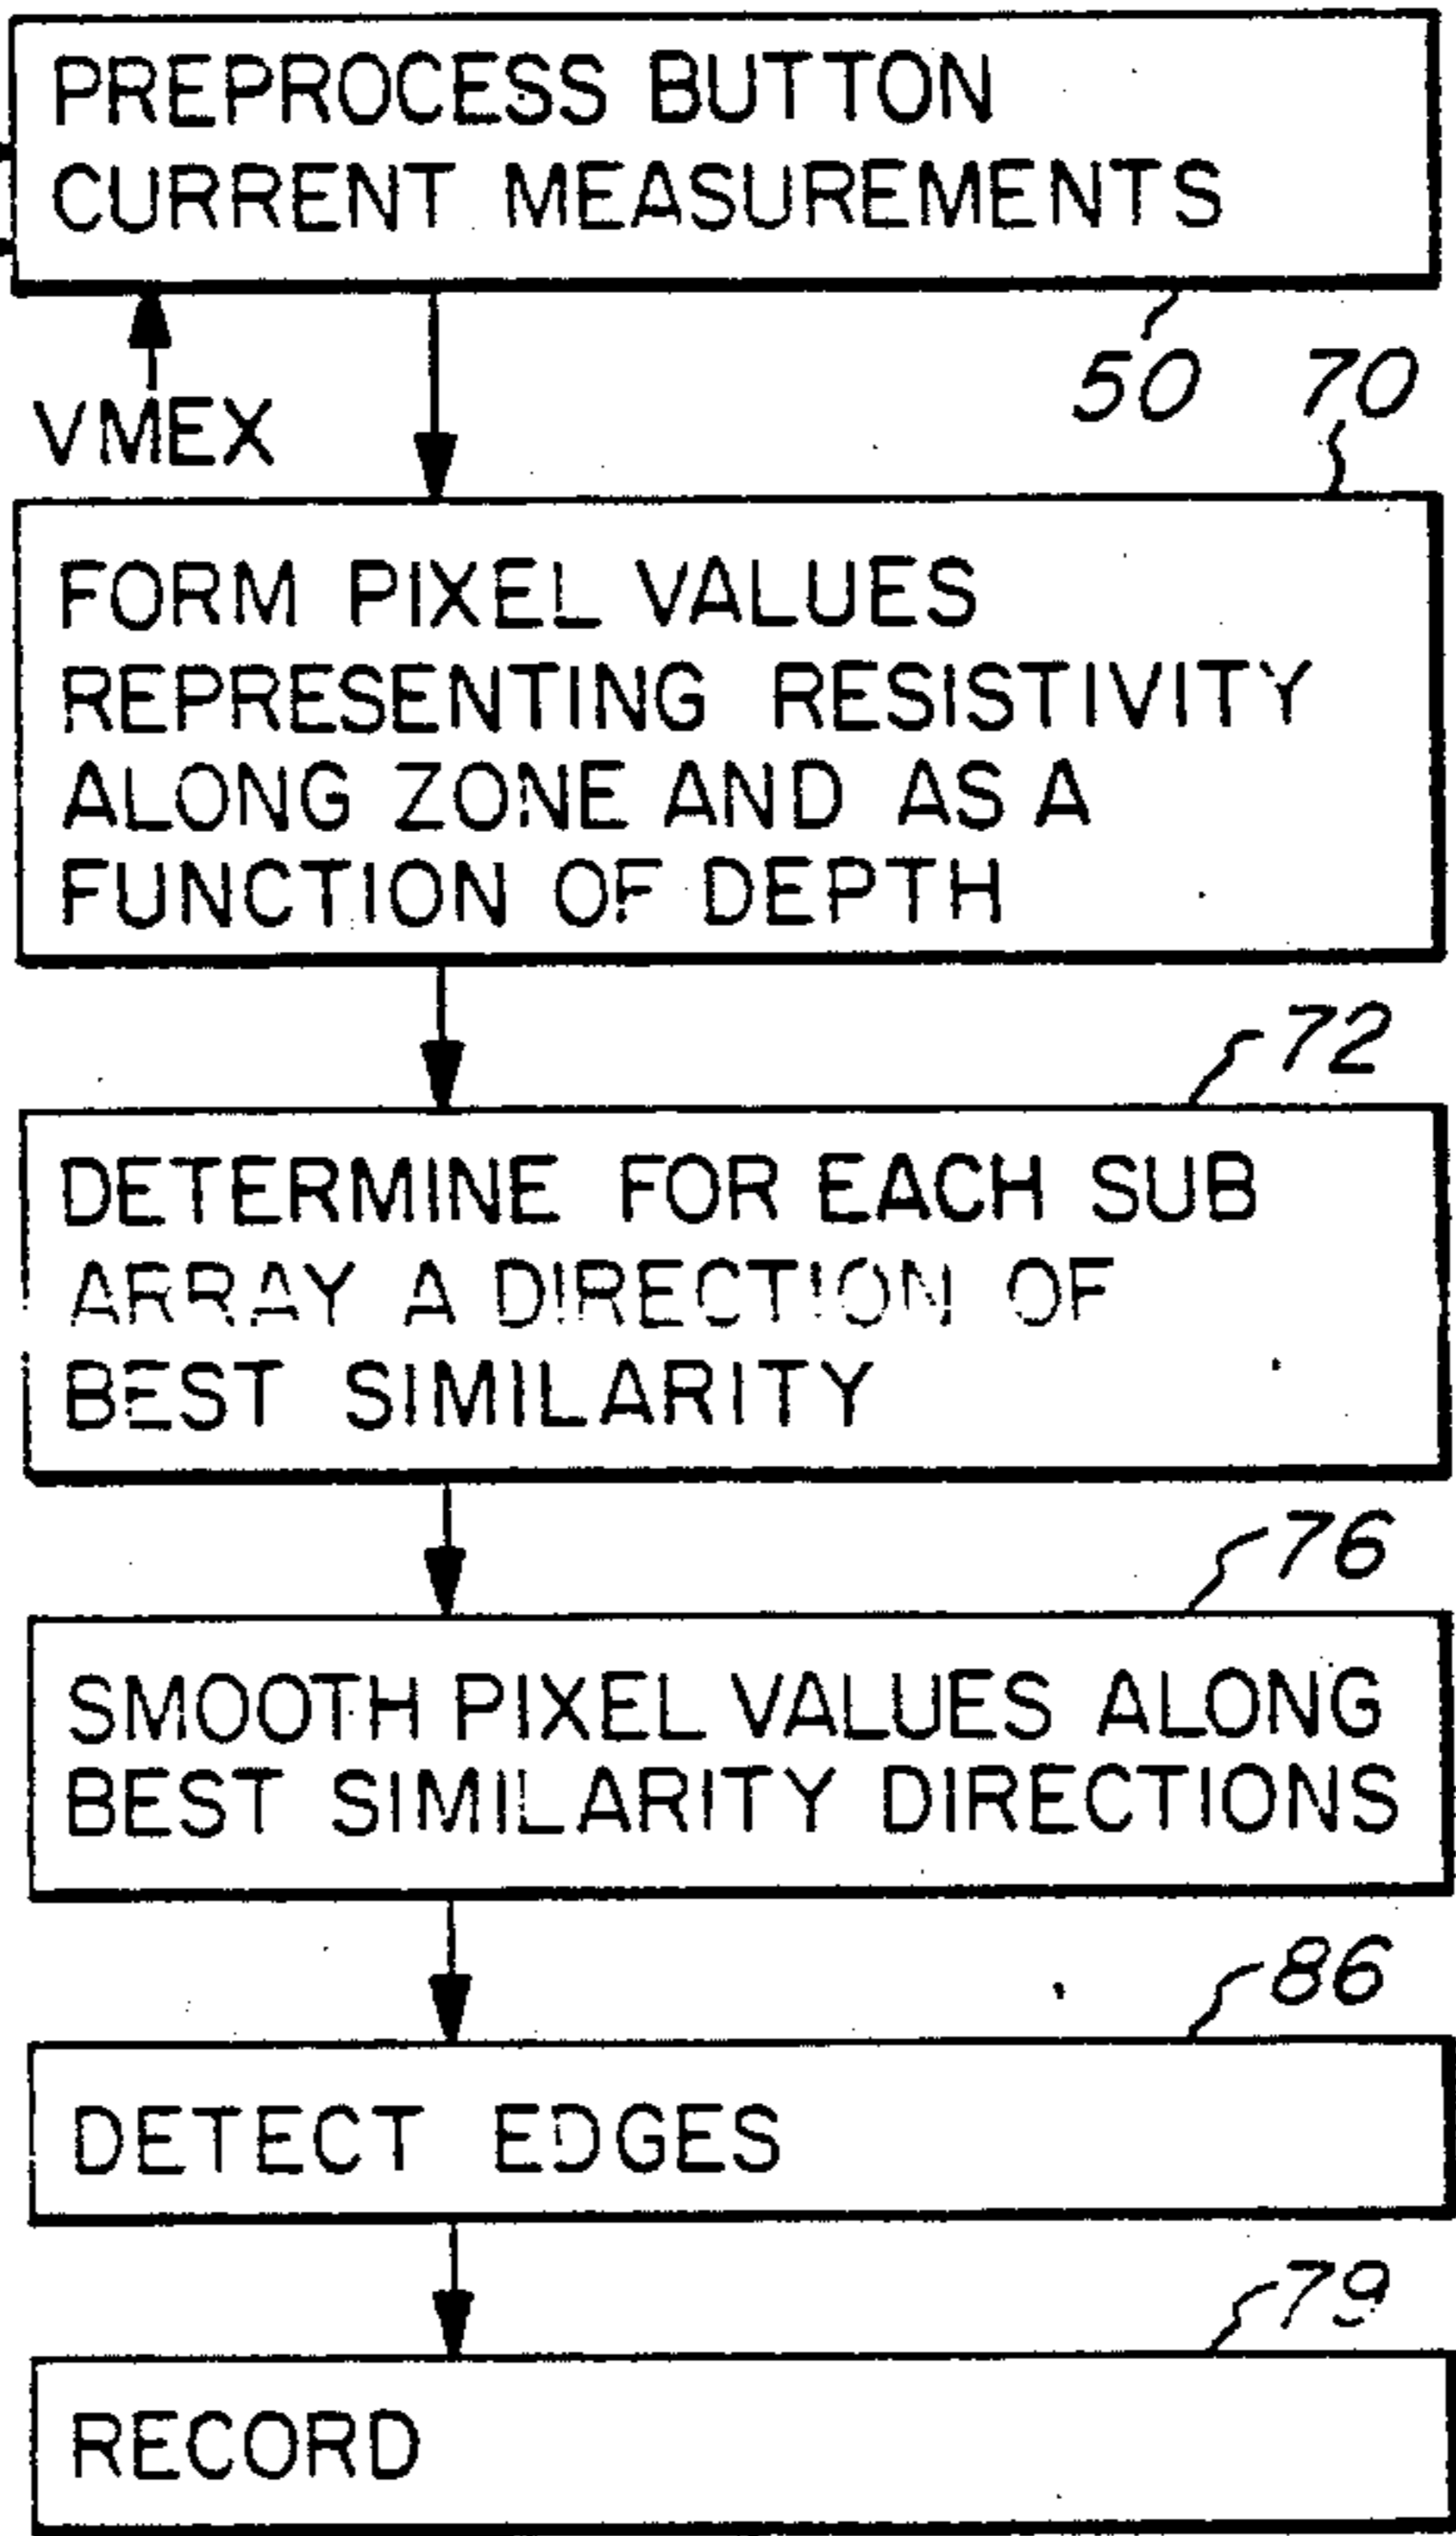 PREPROCESS BUTTON
CURRENT MEASUREMENTS
50
70
VMEX
FORM PIXEL VALUES
REPRESENTING RESISTIVITY
ALONG ZONE AND AS A
FUNCTION OF DEPTH
72
DETERMINE FOR EACH SUB
ARRAY A DIRECTION OF
BEST SIMILARITY
76
SMOOTH PIXEL VALUES ALONG
BEST SIMILARITY DIRECTIONS
86
DETECT EDGES
79
RECORD